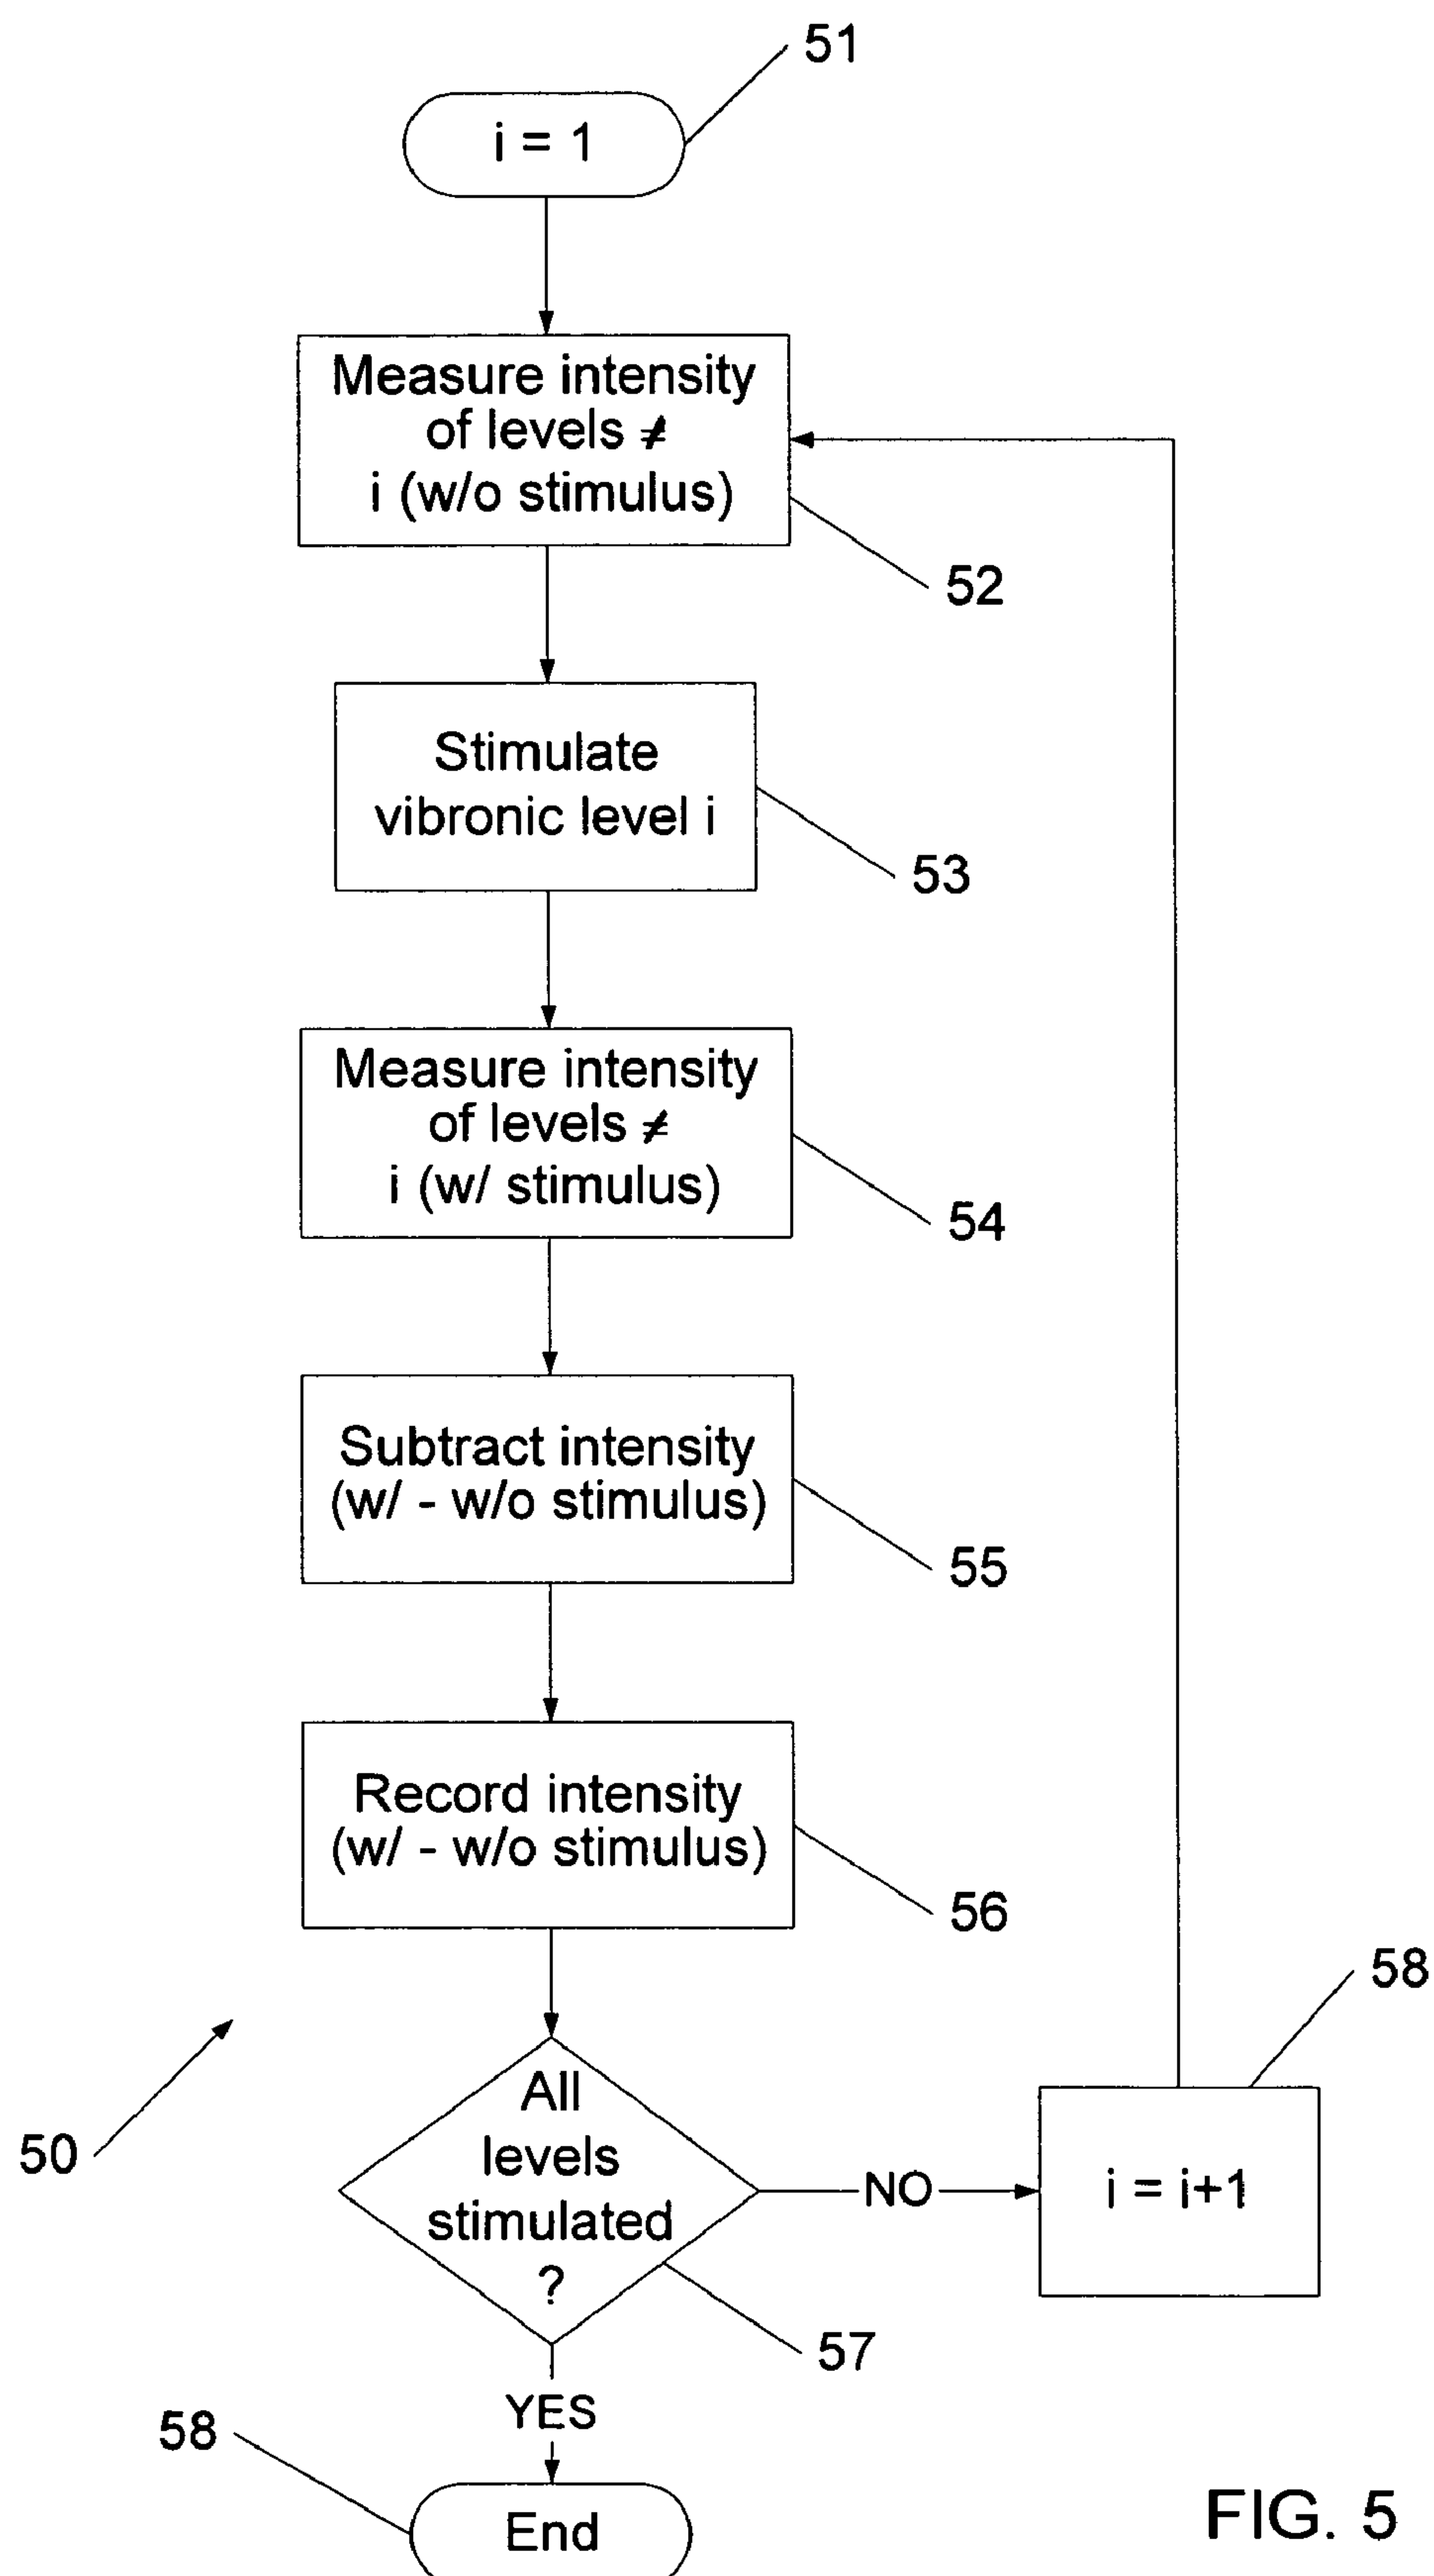 51
i = 1
Measure intensity
of levels ≠
i (w/o stimulus)
52
Stimulate
vibronic level i
53
Measure intensity
of levels ≠
i (w/ stimulus)
54
Subtract intensity
(w/ - w/o stimulus)
55
Record intensity
(w/ - w/o stimulus)
56
58
50
All
levels
stimulated
?
NO
i = i+1
57
YES
58
End
FIG. 5